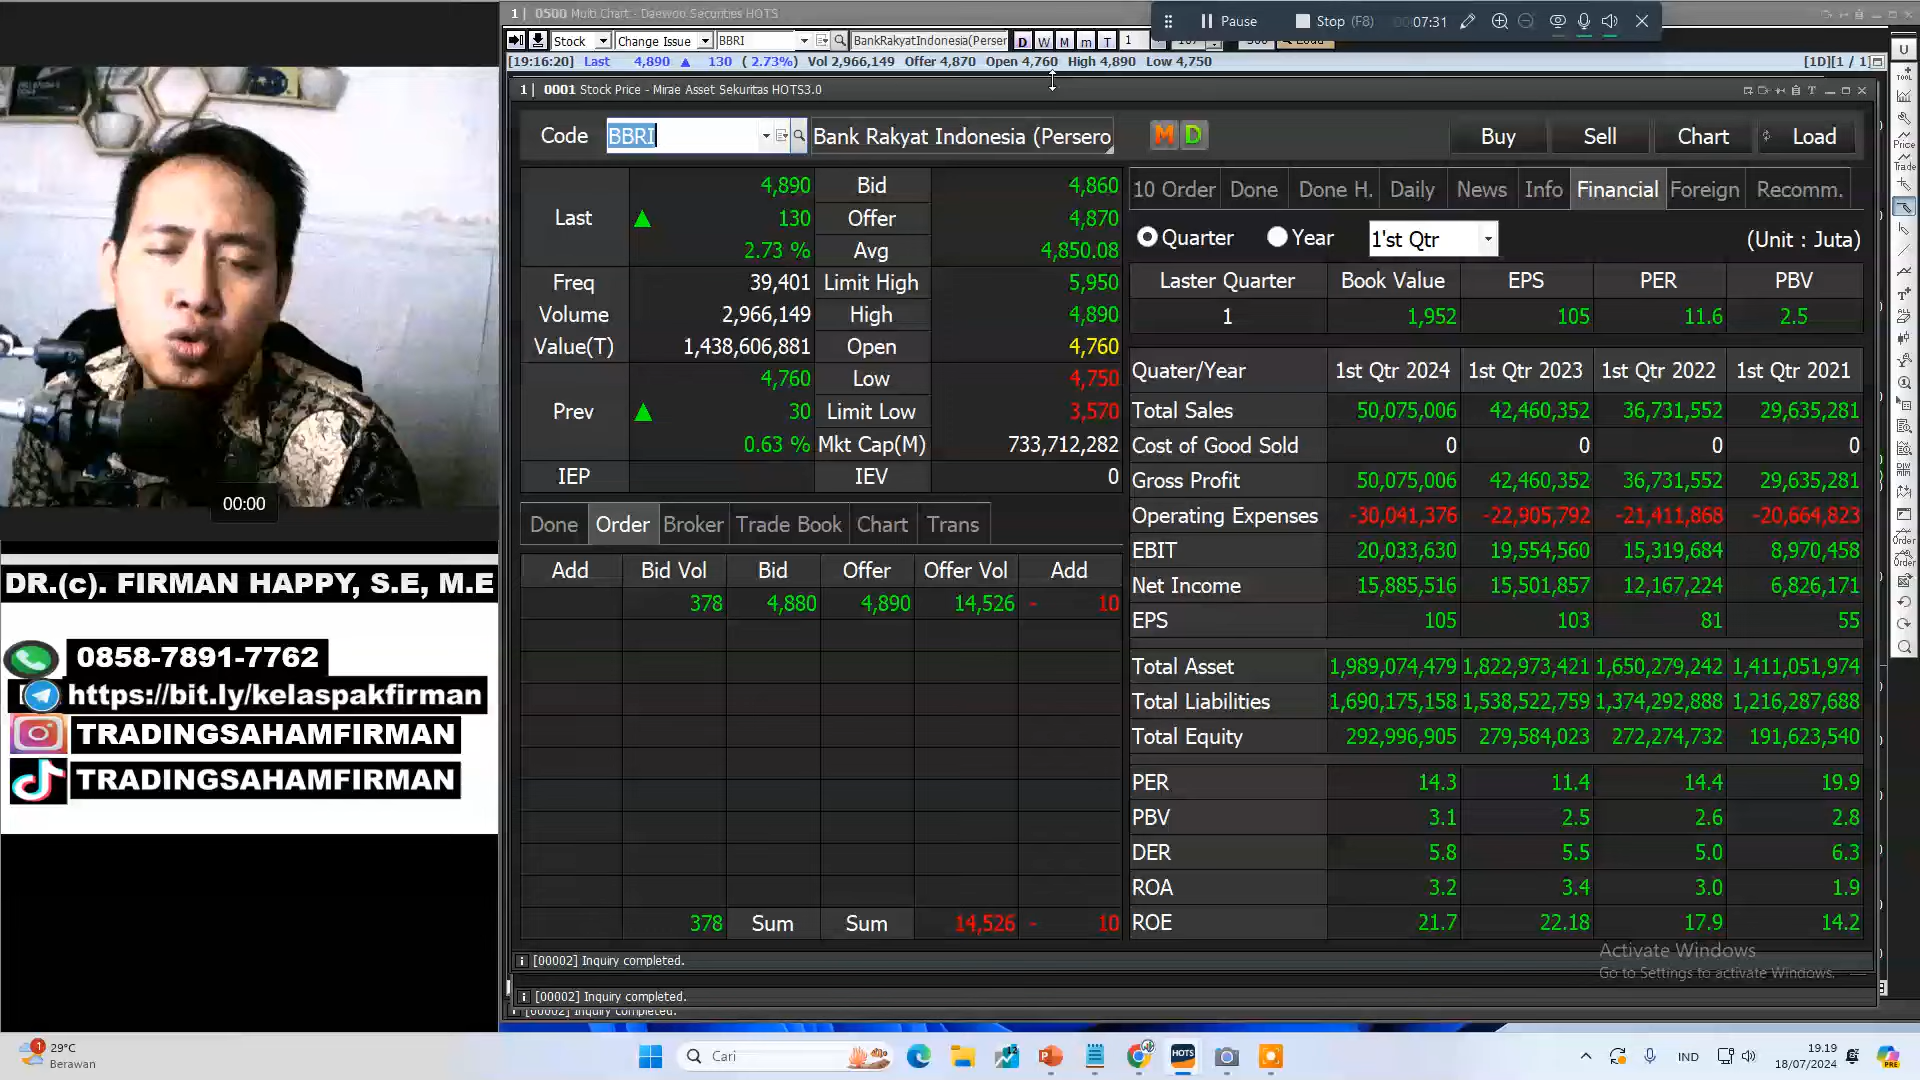 1 | 0500 Multi Chart - Daewoo Securities HOTS
Pause Stop (F8) 00:07:31
Stock Change Issue BBRI BankRakyatIndonesia(Perser D W M m T 1
[19:16:20] Last 4,890 ▲ 130 ( 2.73%) Vol 2,966,149 Offer 4,870 Open 4,760 High 4,890 Low 4,750 [1D][1 / 1]
1 | 0001 Stock Price - Mirae Asset Sekuritas HOTS3.0
Code BBRI Bank Rakyat Indonesia (Persero M D Buy Sell Chart Load
Last 4,890 Bid 4,860
▲ 130 Offer 4,870
2.73 % Avg 4,850.08
Freq 39,401 Limit High 5,950
Volume 2,966,149 High 4,890
Value(T) 1,438,606,881 Open 4,760
Prev 4,760 Low 4,750
▲ 30 Limit Low 3,570
0.63 % Mkt Cap(M) 733,712,282
IEP IEV 0
Done Order Broker Trade Book Chart Trans
Add Bid Vol Bid Offer Offer Vol Add
378 4,880 4,890 14,526 - 10
378 Sum Sum 14,526 - 10
10 Order Done Done H. Daily News Info Financial Foreign Recomm.
Quarter Year 1'st Qtr (Unit : Juta)
Laster Quarter Book Value EPS PER PBV
1 1,952 105 11.6 2.5
Quater/Year 1st Qtr 2024 1st Qtr 2023 1st Qtr 2022 1st Qtr 2021
Total Sales 50,075,006 42,460,352 36,731,552 29,635,281
Cost of Good Sold 0 0 0 0
Gross Profit 50,075,006 42,460,352 36,731,552 29,635,281
Operating Expenses -30,041,376 -22,905,792 -21,411,868 -20,664,823
EBIT 20,033,630 19,554,560 15,319,684 8,970,458
Net Income 15,885,516 15,501,857 12,167,224 6,826,171
EPS 105 103 81 55
Total Asset 1,989,074,479 1,822,973,421 1,650,279,242 1,411,051,974
Total Liabilities 1,690,175,158 1,538,522,759 1,374,292,888 1,216,287,688
Total Equity 292,996,905 279,584,023 272,274,732 191,623,540
PER 14.3 11.4 14.4 19.9
PBV 3.1 2.5 2.6 2.8
DER 5.8 5.5 5.0 6.3
ROA 3.2 3.4 3.0 1.9
ROE 21.7 22.18 17.9 14.2
Activate Windows
Go to Settings to activate Windows.
[00002] Inquiry completed.
[00002] Inquiry completed.
[00002] Inquiry completed.
00:00
DR.(c). FIRMAN HAPPY, S.E, M.E
0858-7891-7762
https://bit.ly/kelaspakfirman
TRADINGSAHAMFIRMAN
TRADINGSAHAMFIRMAN
29°C
Berawan
Cari
HOTS
IND
19.19
18/07/2024